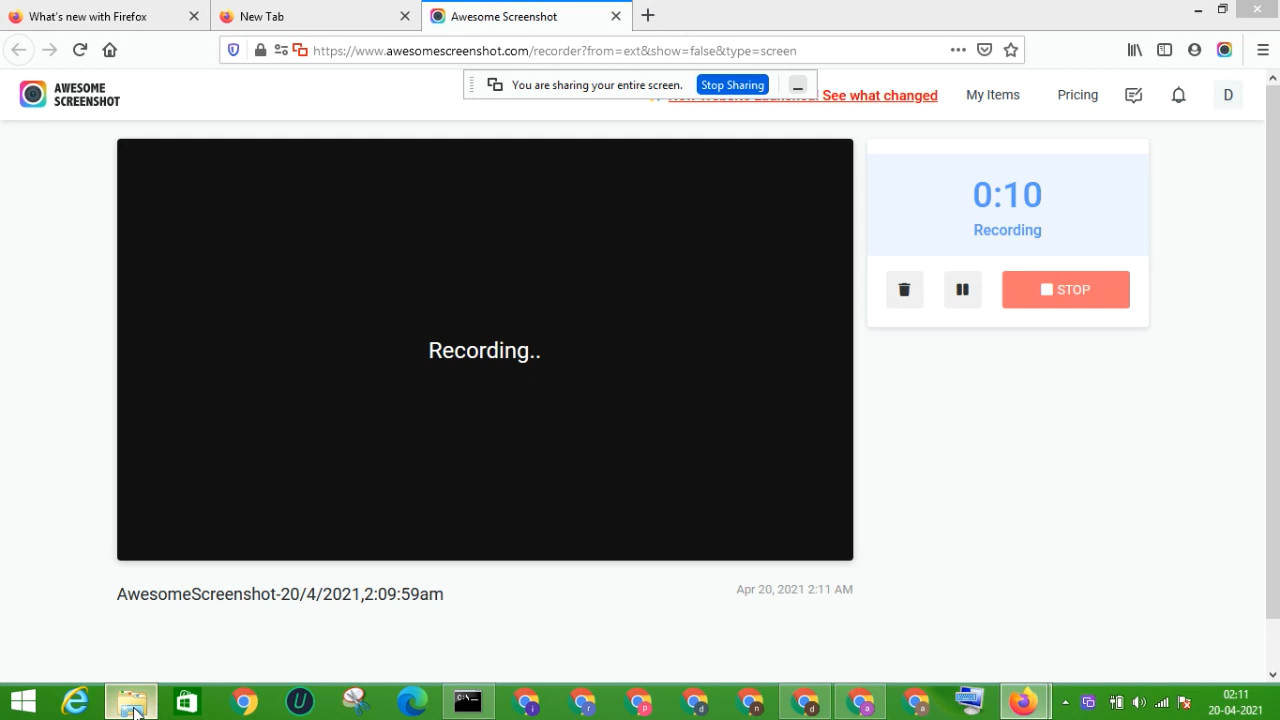 What's new with Firefox
New Tab
Awesome Screenshot
https://www.awesomescreenshot.com/recorder?from=ext&show=false&type=screen
You are sharing your entire screen.
Stop Sharing
AWESOME
SCREENSHOT
See what changed
My Items
Pricing
D
0:10
Recording
STOP
Recording..
AwesomeScreenshot-20/4/2021,2:09:59am
Apr 20, 2021 2:11 AM
02:11
20-04-2021